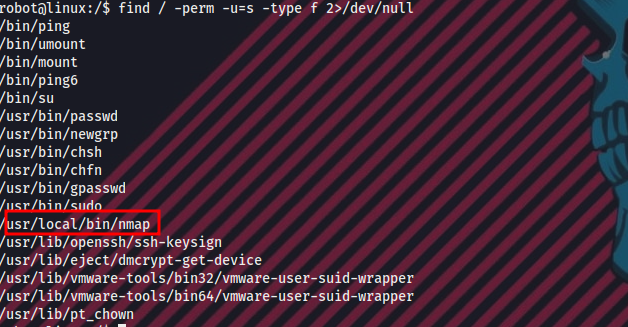 robot@linux:/$ find / -perm -u=s -type f 2>/dev/null
/bin/ping
/bin/umount
/bin/mount
/bin/ping6
/bin/su
/usr/bin/passwd
/usr/bin/newgrp
/usr/bin/chsh
/usr/bin/chfn
/usr/bin/gpasswd
/usr/bin/sudo
/usr/local/bin/nmap
/usr/lib/openssh/ssh-keysign
/usr/lib/eject/dmcrypt-get-device
/usr/lib/vmware-tools/bin32/vmware-user-suid-wrapper
/usr/lib/vmware-tools/bin64/vmware-user-suid-wrapper
/usr/lib/pt_chown